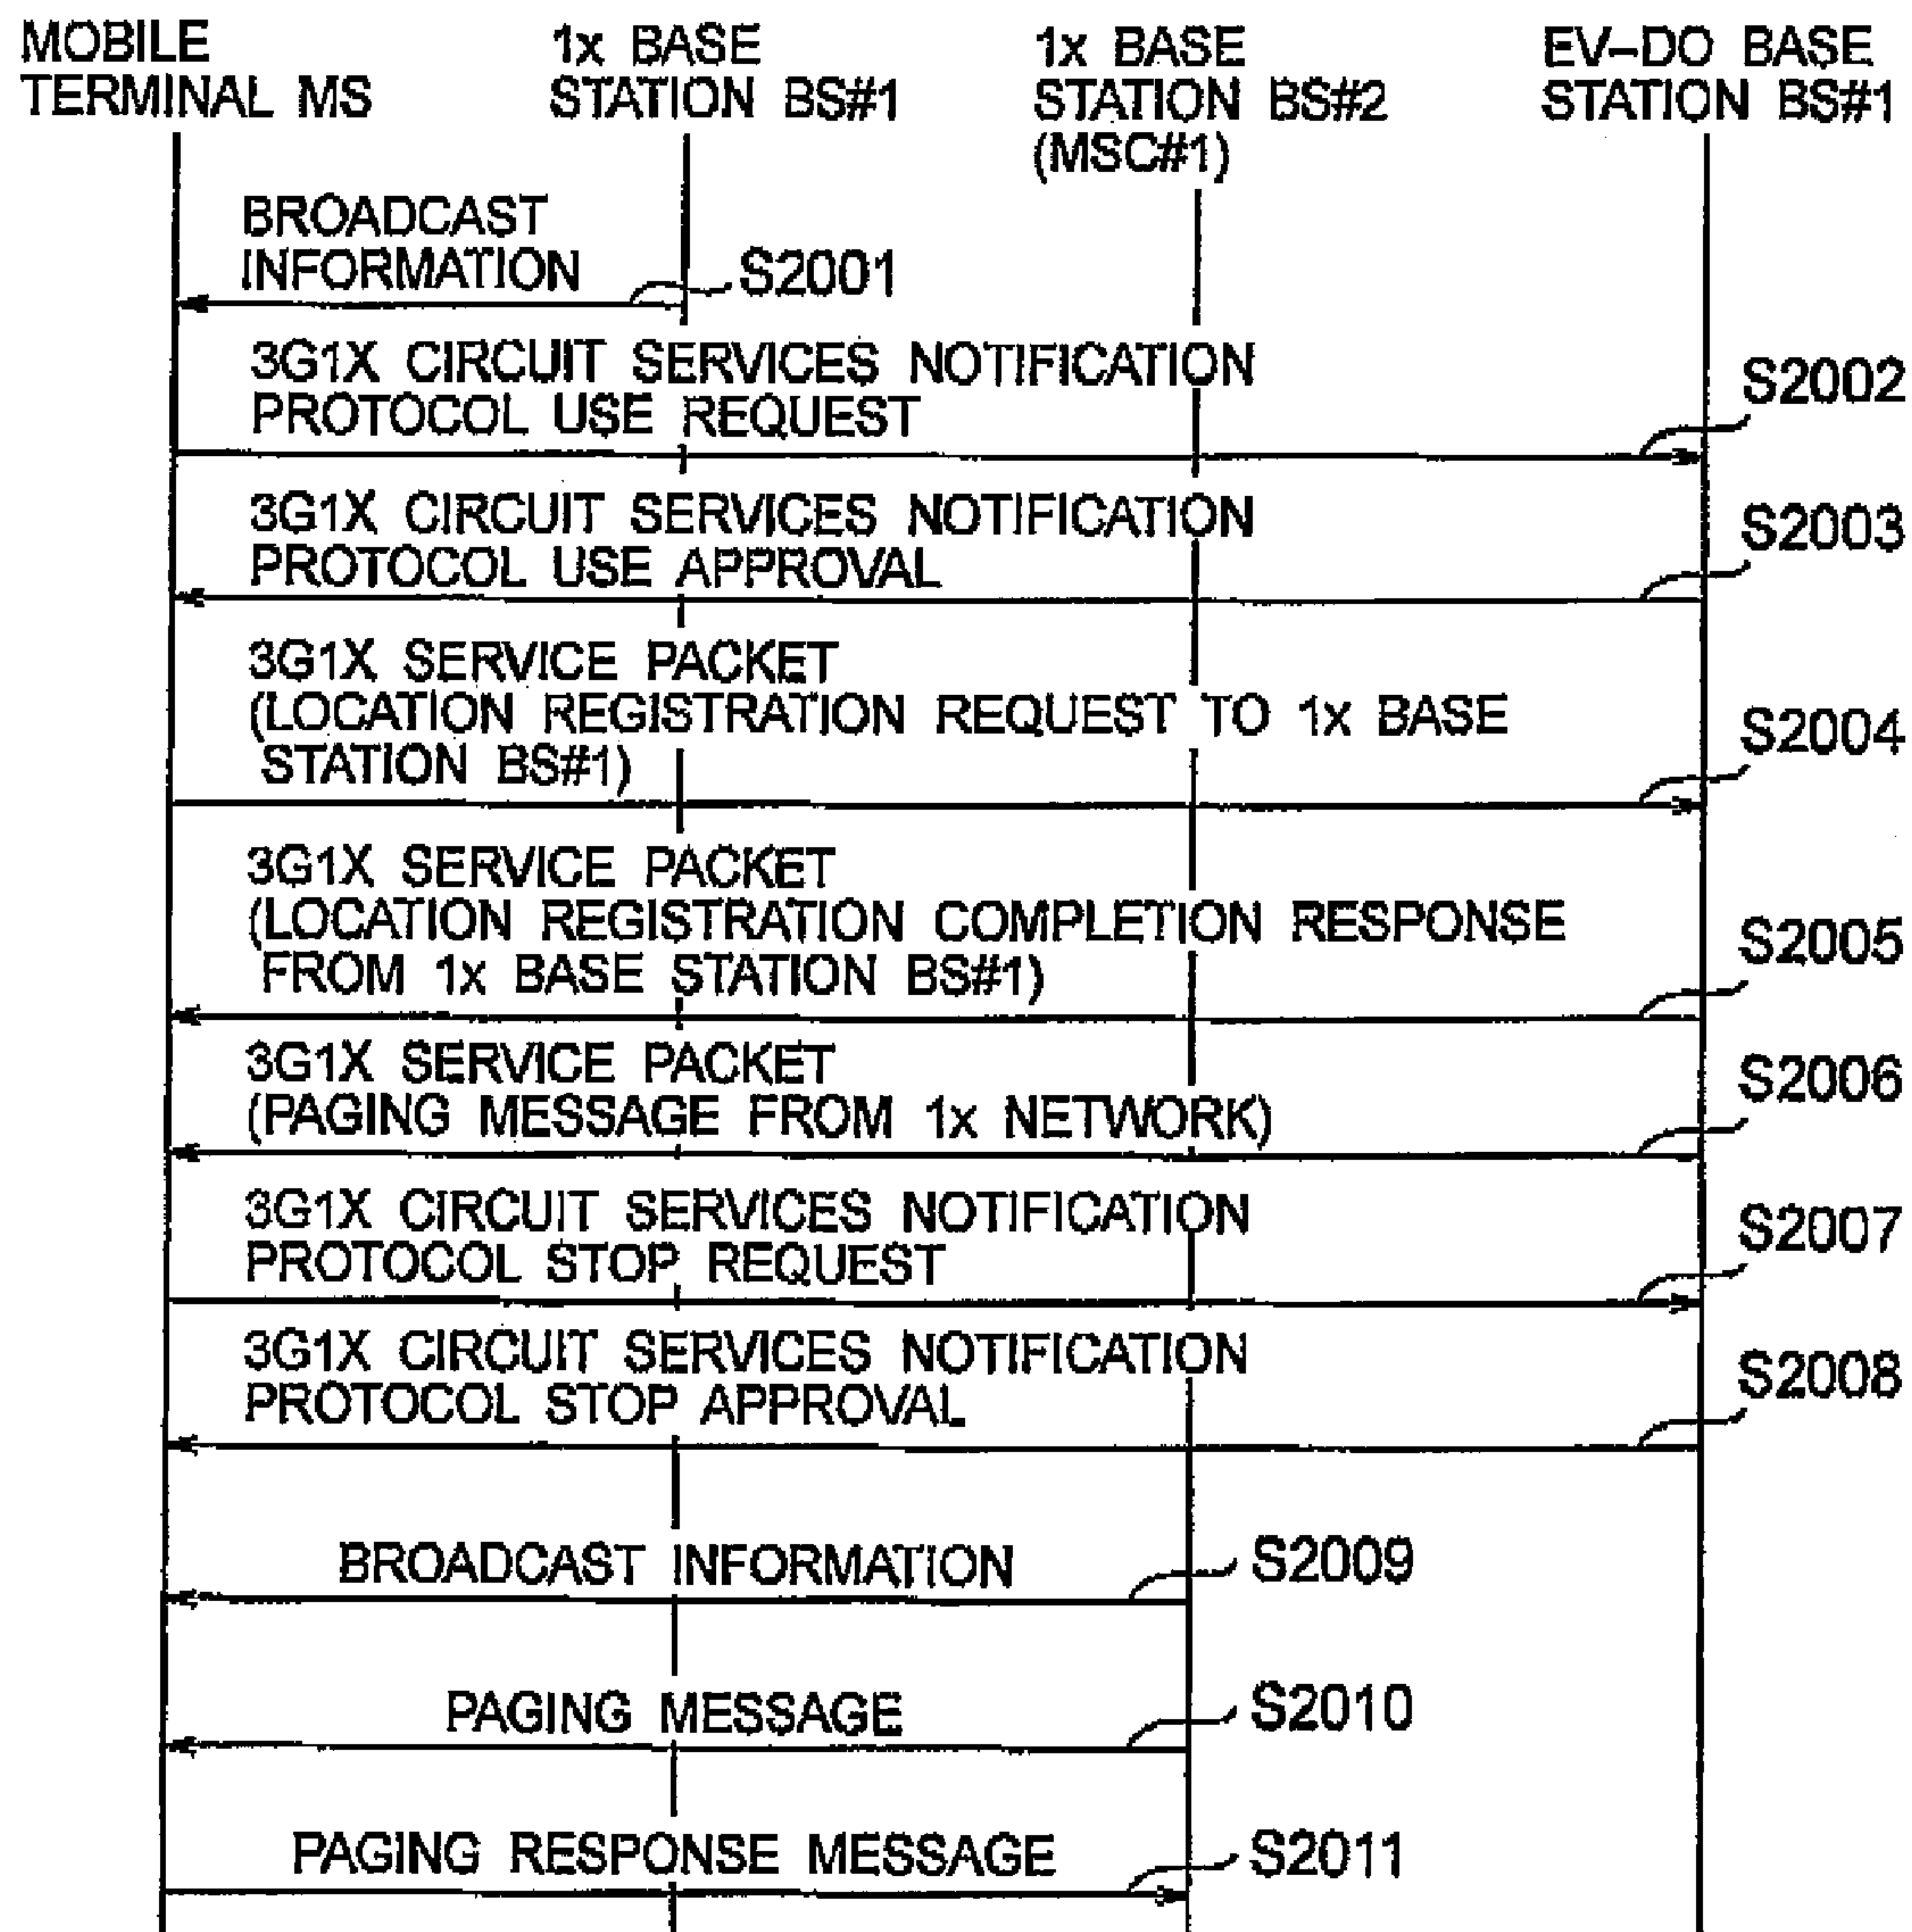 MOBILE
TERMINAL MS
1x BASE
STATION BS#1
1x BASE
STATION BS#2
(MSC#1)
EV-DO BASE
STATION BS#1
BROADCAST
INFORMATION
S2001
3G1X CIRCUIT SERVICES NOTIFICATION
PROTOCOL USE REQUEST
S2002
3G1X CIRCUIT SERVICES NOTIFICATION
PROTOCOL USE APPROVAL
S2003
3G1X SERVICE PACKET
(LOCATION REGISTRATION REQUEST TO 1x BASE
STATION BS#1)
S2004
3G1X SERVICE PACKET
(LOCATION REGISTRATION COMPLETION RESPONSE
FROM 1x BASE STATION BS#1)
S2005
3G1X SERVICE PACKET
(PAGING MESSAGE FROM 1x NETWORK)
S2006
3G1X CIRCUIT SERVICES NOTIFICATION
PROTOCOL STOP REQUEST
S2007
3G1X CIRCUIT SERVICES NOTIFICATION
PROTOCOL STOP APPROVAL
S2008
BROADCAST INFORMATION
S2009
PAGING MESSAGE
S2010
PAGING RESPONSE MESSAGE
S2011